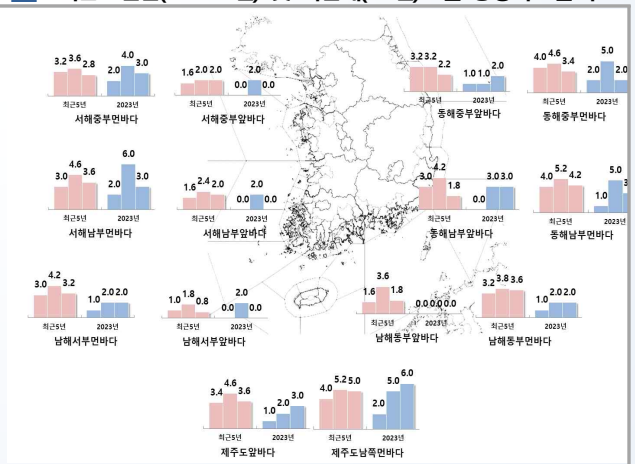 3.2 3.6 2.8 2.0 4.0 3.0
최근5년 2023년
서해중부먼바다
1.6 2.0 2.0 0.0 2.0 0.0
최근5년 2023년
서해중부앞바다
3.2 3.2 2.2 1.0 1.0 2.0
최근5년 2023년
동해중부앞바다
4.0 4.6 3.4 2.0 5.0 2.0
최근5년 2023년
동해중부먼바다
3.0 4.6 3.6 2.0 6.0 3.0
최근5년 2023년
서해남부먼바다
1.6 2.4 2.0 0.0 2.0 0.0
최근5년 2023년
서해남부앞바다
3.0 4.2 1.8 0.0 3.0 3.0
최근5년 2023년
동해남부앞바다
4.0 5.2 4.2 1.0 5.0
최근5년 2023년
동해남부먼바다
3.0 4.2 3.2 1.0 2.0 2.0
최근5년 2023년
남해서부먼바다
1.0 1.8 0.8 0.0 2.0 0.0
최근5년 2023년
남해서부앞바다
1.6 3.6 1.8 0.0 0.0 0.0
최근5년 2023년
남해동부앞바다
3.2 3.8 3.6 1.0 2.0 2.0
최근5년 2023년
남해동부먼바다
3.4 4.6 3.6 1.0 2.0 3.0
최근5년 2023년
제주도앞바다
4.0 5.2 5.0 2.0 5.0 6.0
최근5년 2023년
제주도남쪽먼바다